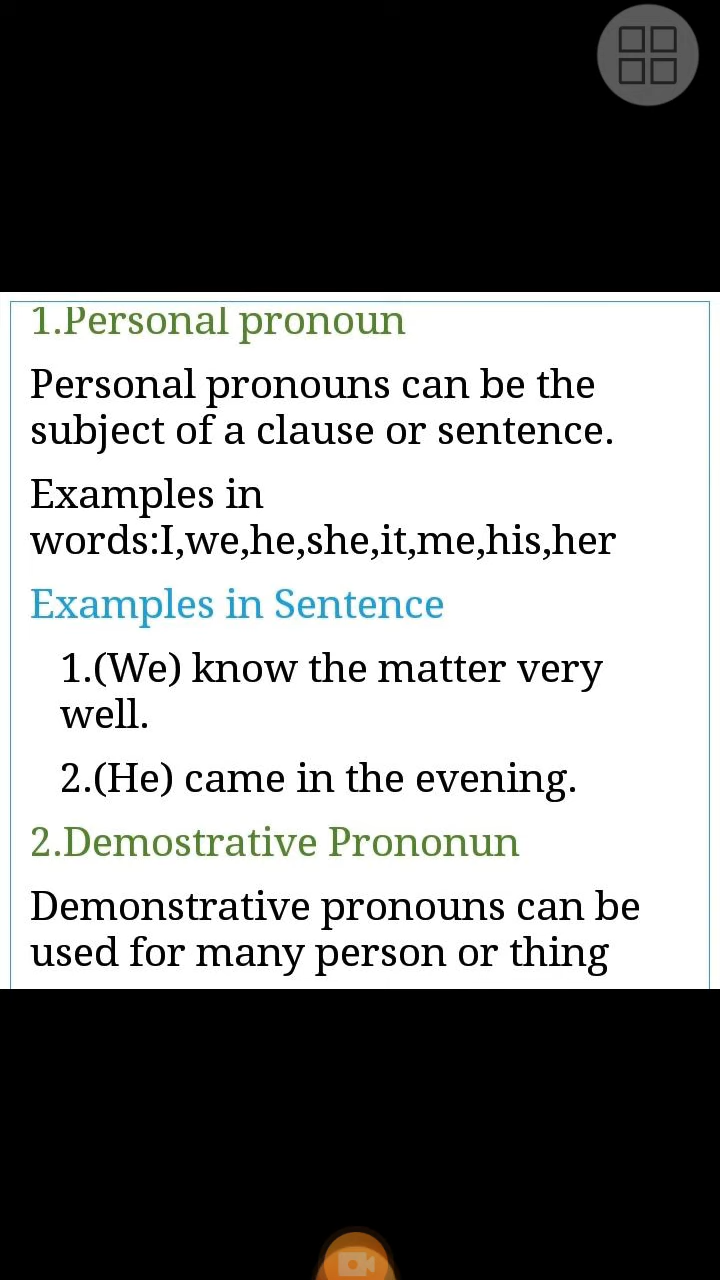 1.Personal pronoun
Personal pronouns can be the
subject of a clause or sentence.
Examples in
words:I,we,he,she,it,me,his,her
Examples in Sentence
1.(We) know the matter very
well.
2.(He) came in the evening.
2.Demostrative Prononun
Demonstrative pronouns can be
used for many person or thing